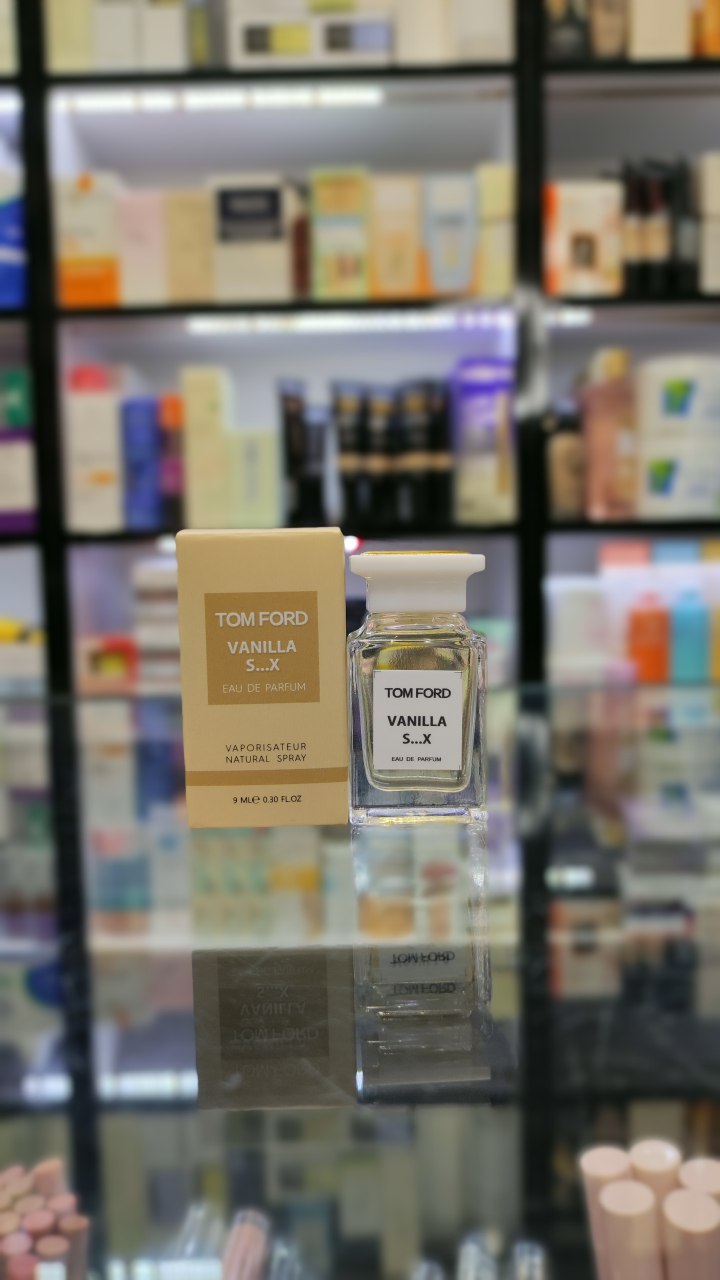 TOM FORD
VANILLA
S...X
EAU DE PARFUM
VAPORISATEUR
NATURAL SPRAY
9 ML℮ 0.30 FL.OZ
TOM FORD
VANILLA
S...X
EAU DE PARFUM